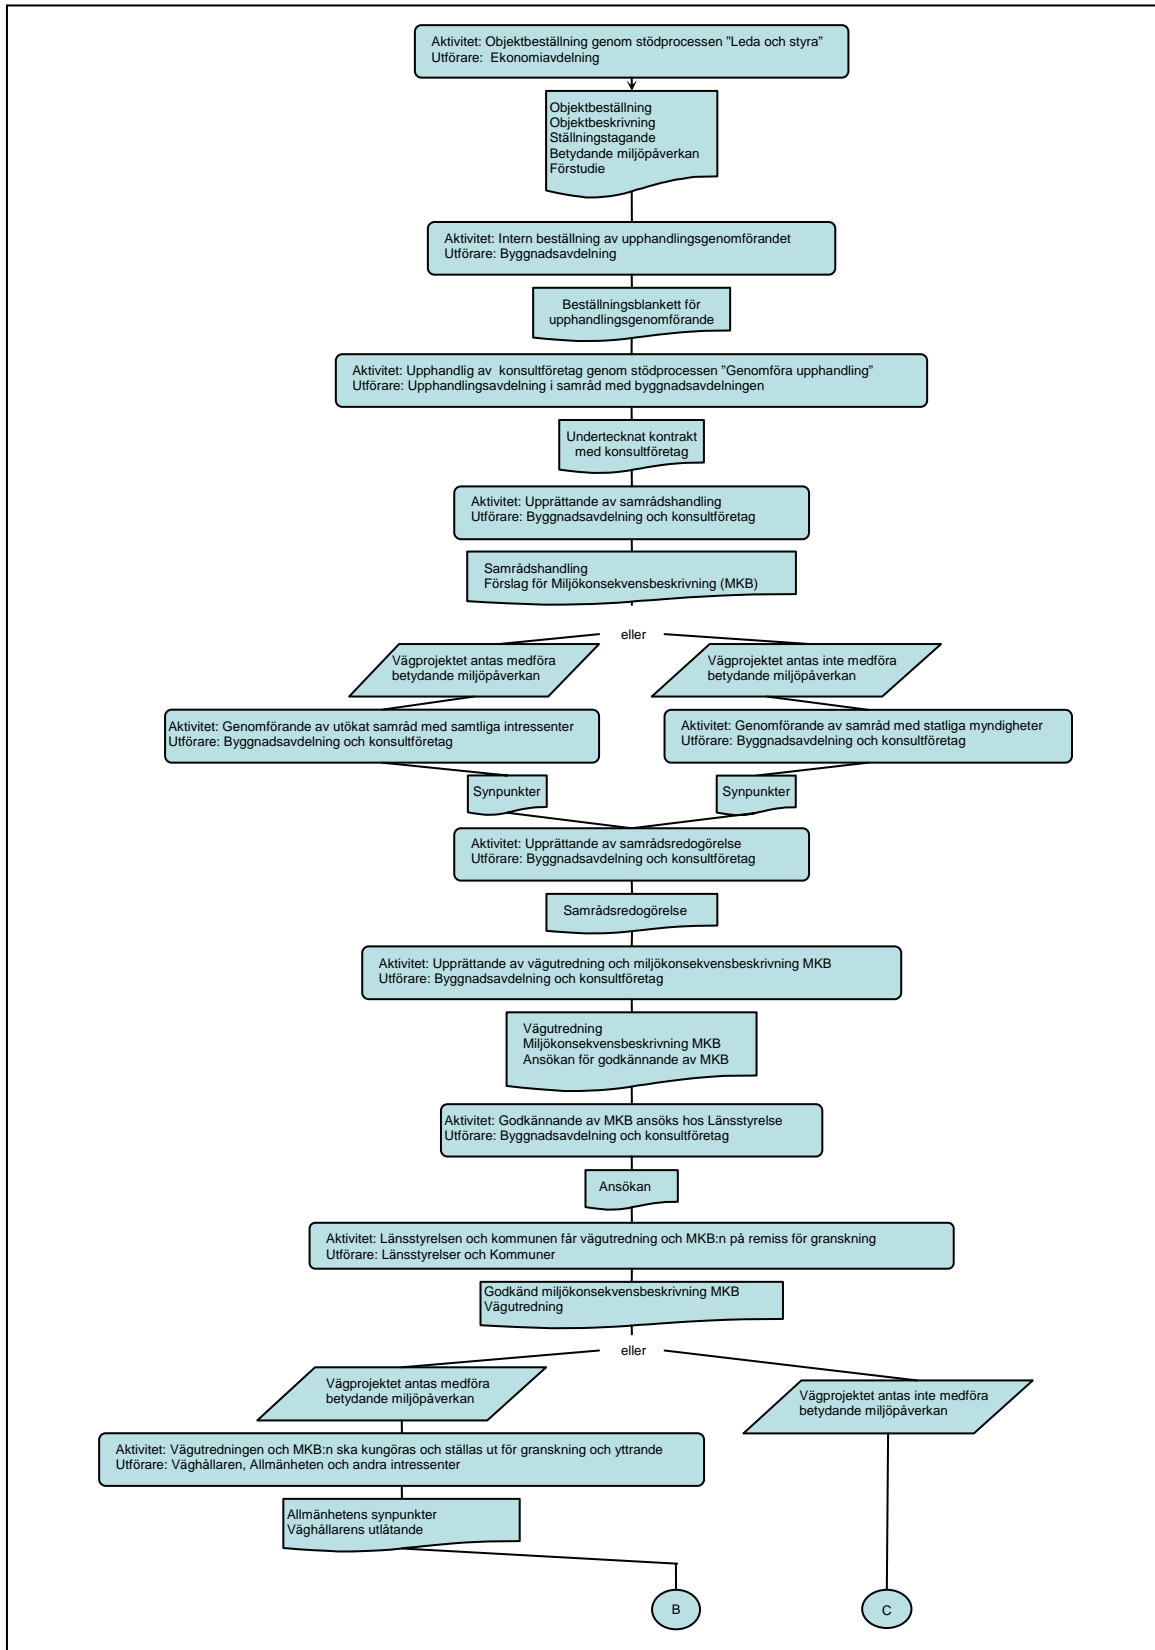 Aktivitet: Objektbeställning genom stödprocessen ”Leda och styra”
Utförare:  Ekonomiavdelning
Objektbeställning
Objektbeskrivning
Ställningstagande
Betydande miljöpåverkan
Förstudie
Aktivitet: Intern beställning av upphandlingsgenomförandet
Utförare: Byggnadsavdelning
Beställningsblankett för
upphandlingsgenomförande
Aktivitet: Upphandlig av  konsultföretag genom stödprocessen ”Genomföra upphandling”
Utförare: Upphandlingsavdelning i samråd med byggnadsavdelningen
Undertecknat kontrakt
med konsultföretag
Aktivitet: Upprättande av samrådshandling
Utförare: Byggnadsavdelning och konsultföretag
Samrådshandling
Förslag för Miljökonsekvensbeskrivning (MKB)
eller
Vägprojektet antas medföra
betydande miljöpåverkan
Vägprojektet antas inte medföra
betydande miljöpåverkan
Aktivitet: Genomförande av utökat samråd med samtliga intressenter
Utförare: Byggnadsavdelning och konsultföretag
Aktivitet: Genomförande av samråd med statliga myndigheter
Utförare: Byggnadsavdelning och konsultföretag
Synpunkter
Synpunkter
Aktivitet: Upprättande av samrådsredogörelse
Utförare: Byggnadsavdelning och konsultföretag
Samrådsredogörelse
Aktivitet: Upprättande av vägutredning och miljökonsekvensbeskrivning MKB
Utförare: Byggnadsavdelning och konsultföretag
Vägutredning
Miljökonsekvensbeskrivning MKB
Ansökan för godkännande av MKB
Aktivitet: Godkännande av MKB ansöks hos Länsstyrelse
Utförare: Byggnadsavdelning och konsultföretag
Ansökan
Aktivitet: Länsstyrelsen och kommunen får vägutredning och MKB:n på remiss för granskning
Utförare: Länsstyrelser och Kommuner
Godkänd miljökonsekvensbeskrivning MKB
Vägutredning
eller
Vägprojektet antas medföra
betydande miljöpåverkan
Vägprojektet antas inte medföra
betydande miljöpåverkan
Aktivitet: Vägutredningen och MKB:n ska kungöras och ställas ut för granskning och yttrande
Utförare: Väghållaren, Allmänheten och andra intressenter
Allmänhetens synpunkter
Väghållarens utlåtande
B
C